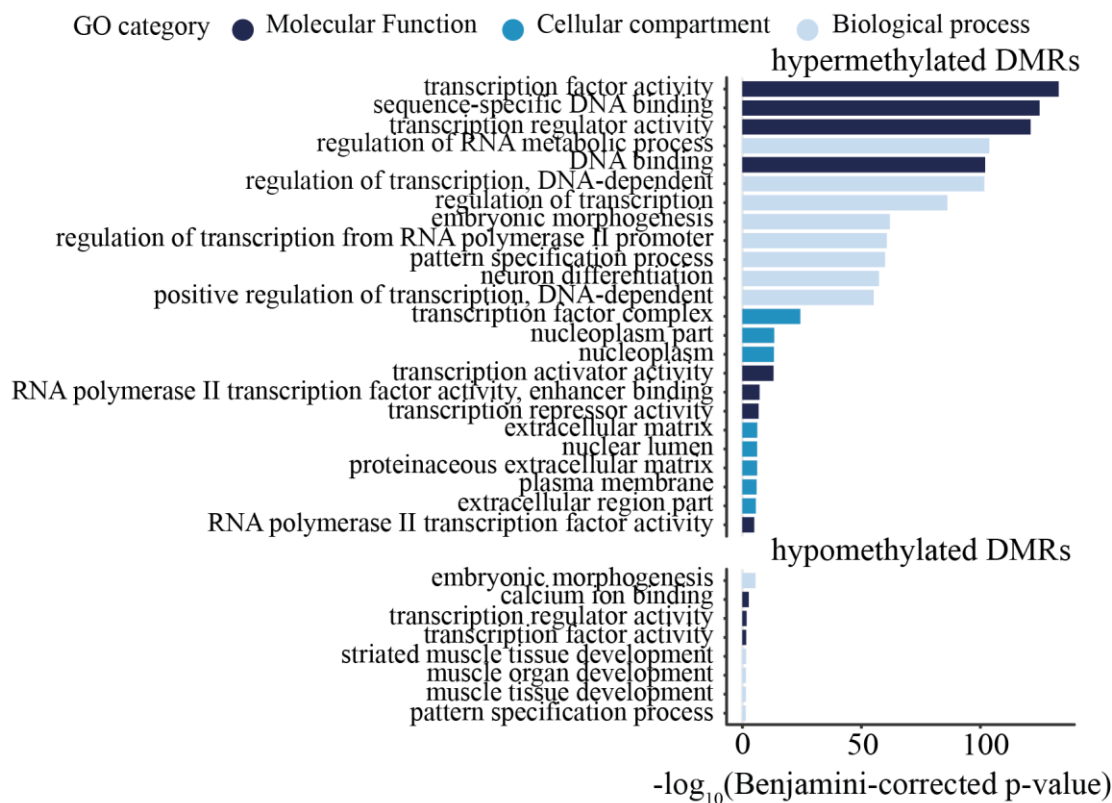 GO category Molecular Function Cellular compartment Biological process
hypermethylated DMRs
transcription factor activity
sequence-specific DNA binding
transcription regulator activity
regulation of RNA metabolic process
DNA binding
regulation of transcription, DNA-dependent
regulation of transcription
embryonic morphogenesis
regulation of transcription from RNA polymerase II promoter
pattern specification process
neuron differentiation
positive regulation of transcription, DNA-dependent
transcription factor complex
nucleoplasm part
nucleoplasm
transcription activator activity
RNA polymerase II transcription factor activity, enhancer binding
transcription repressor activity
extracellular matrix
nuclear lumen
proteinaceous extracellular matrix
plasma membrane
extracellular region part
RNA polymerase II transcription factor activity
hypomethylated DMRs
embryonic morphogenesis
calcium ion binding
transcription regulator activity
transcription factor activity
striated muscle tissue development
muscle organ development
muscle tissue development
pattern specification process
0 50 100
-log10(Benjamini-corrected p-value)